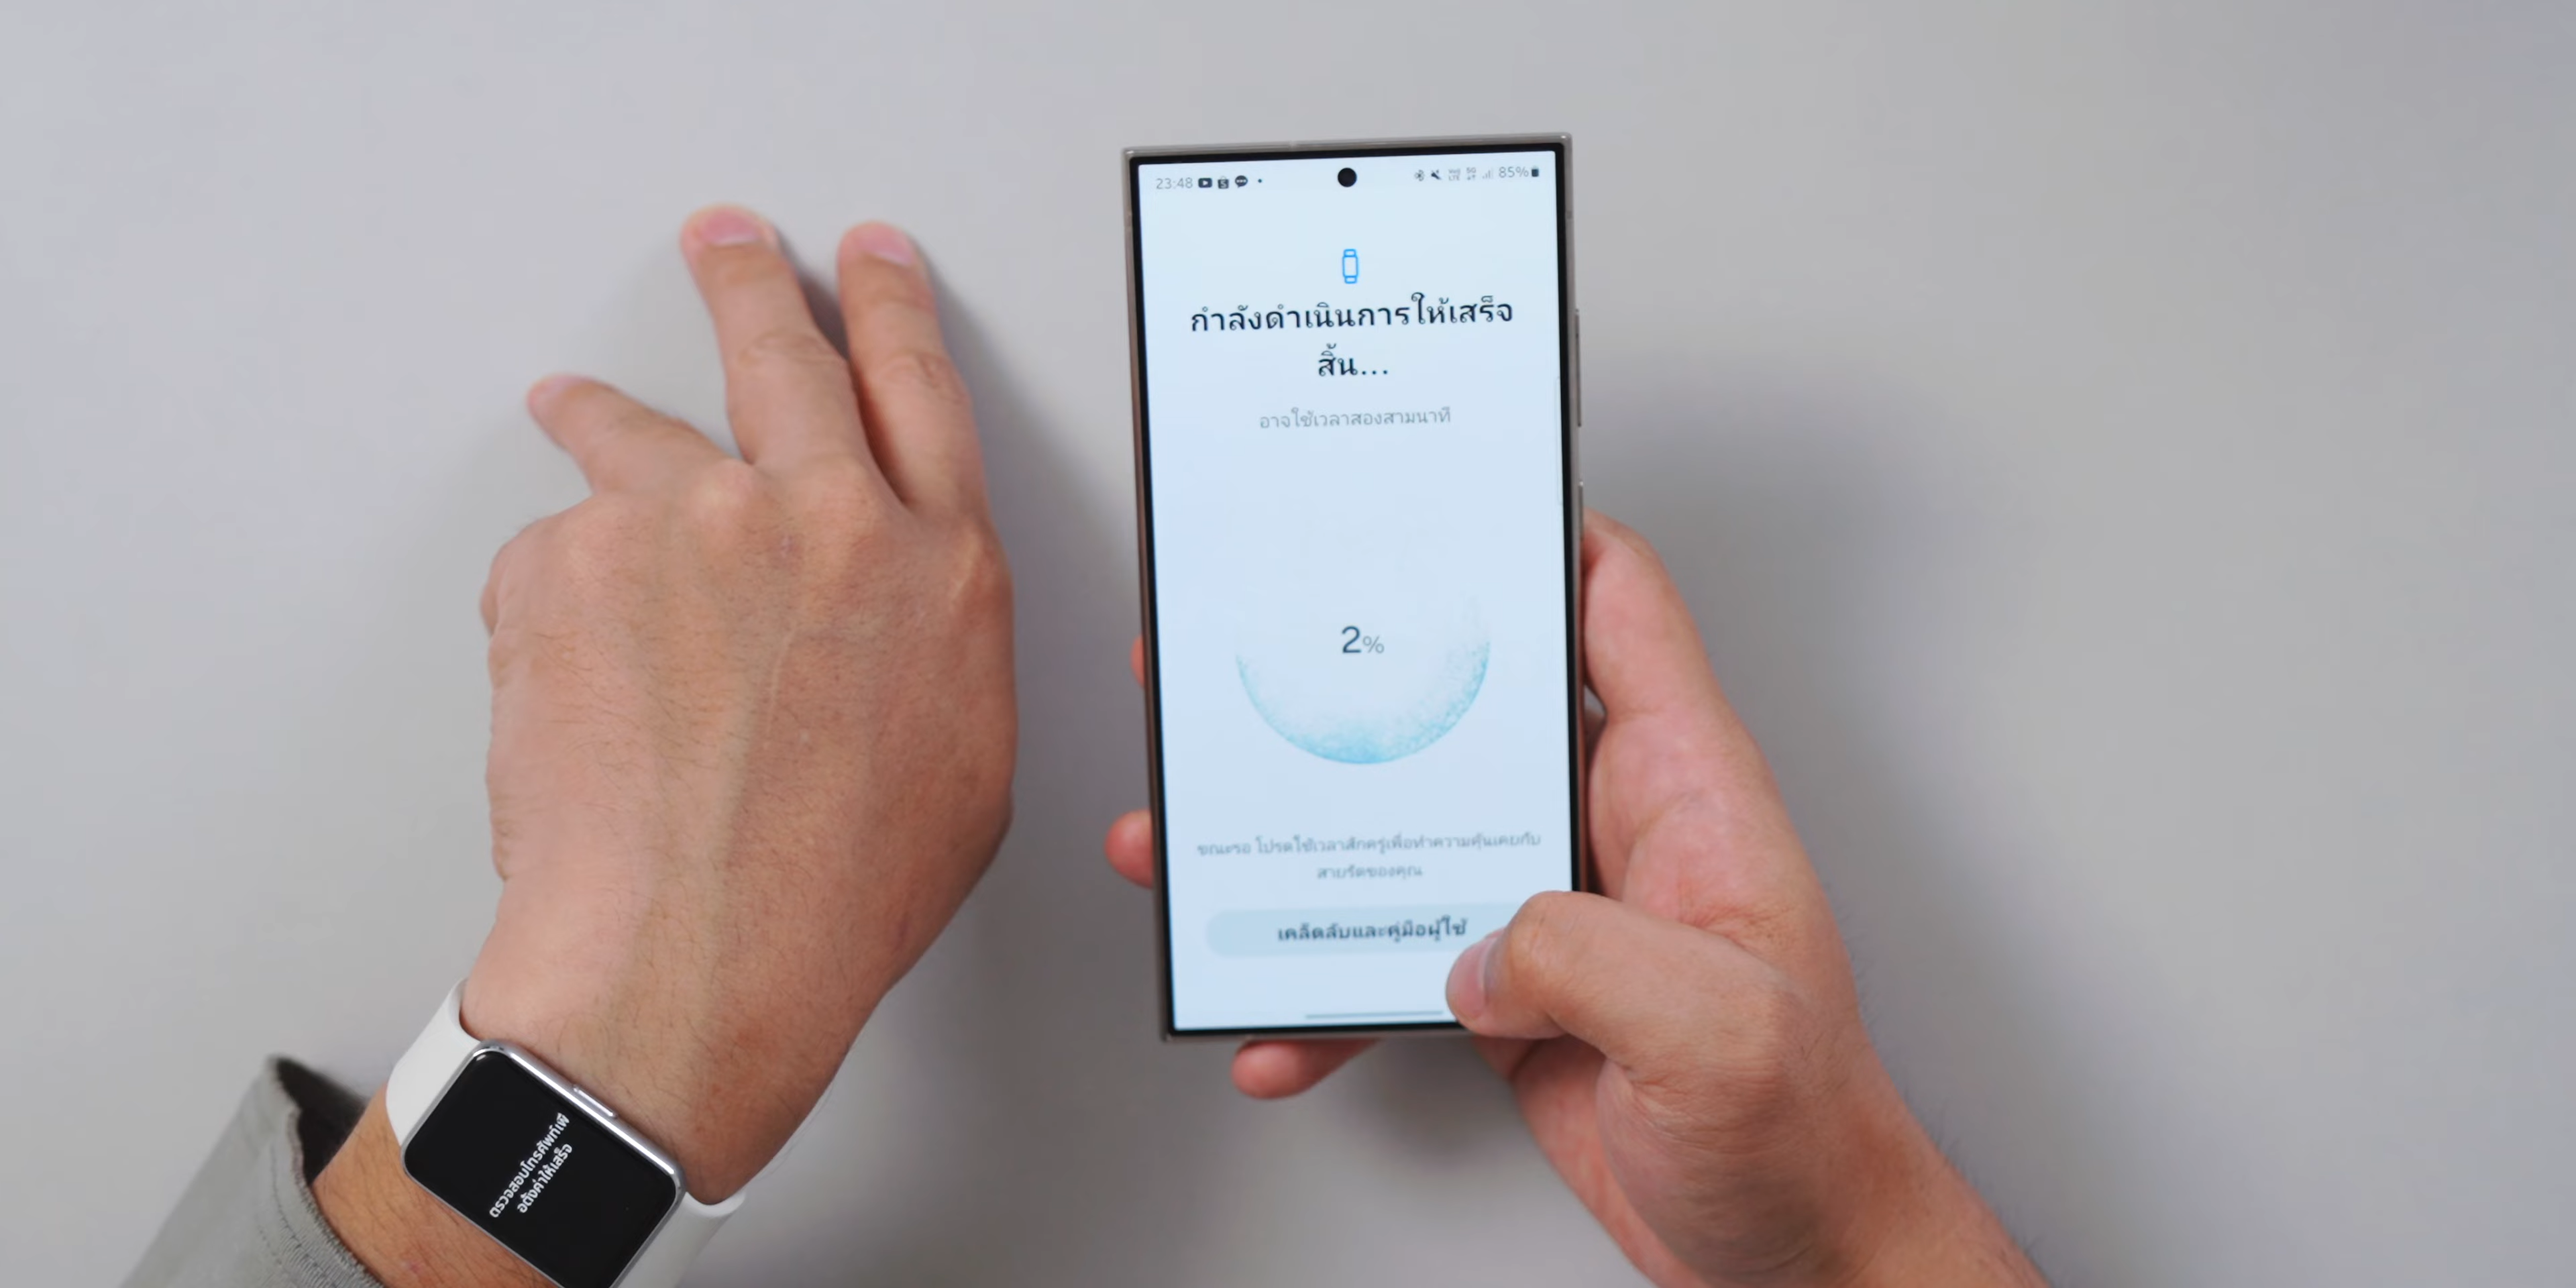 23:48
85%
กำลังดำเนินการให้เสร็จ
สิ้น...
อาจใช้เวลาสองสามนาที
2%
ขณะรอ โปรดใช้เวลาสักครู่เพื่อทำความคุ้นเคยกับ
สายรัดของคุณ
เคล็ดลับและคู่มือผู้ใช้
ตรวจสอบโทรศัพท์เพื่
อตั้งค่าให้เสร็จ